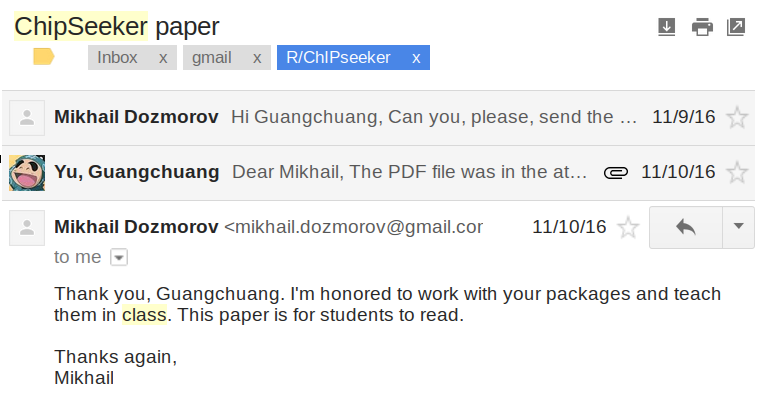 ChipSeeker paper
Inbox x gmail x R/ChIPseeker x
Mikhail Dozmorov Hi Guangchuang, Can you, please, send the ... 11/9/16
Yu, Guangchuang Dear Mikhail, The PDF file was in the at... 11/10/16
Mikhail Dozmorov <mikhail.dozmorov@gmail.cor 11/10/16
to me
Thank you, Guangchuang. I'm honored to work with your packages and teach
them in class. This paper is for students to read.
Thanks again,
Mikhail